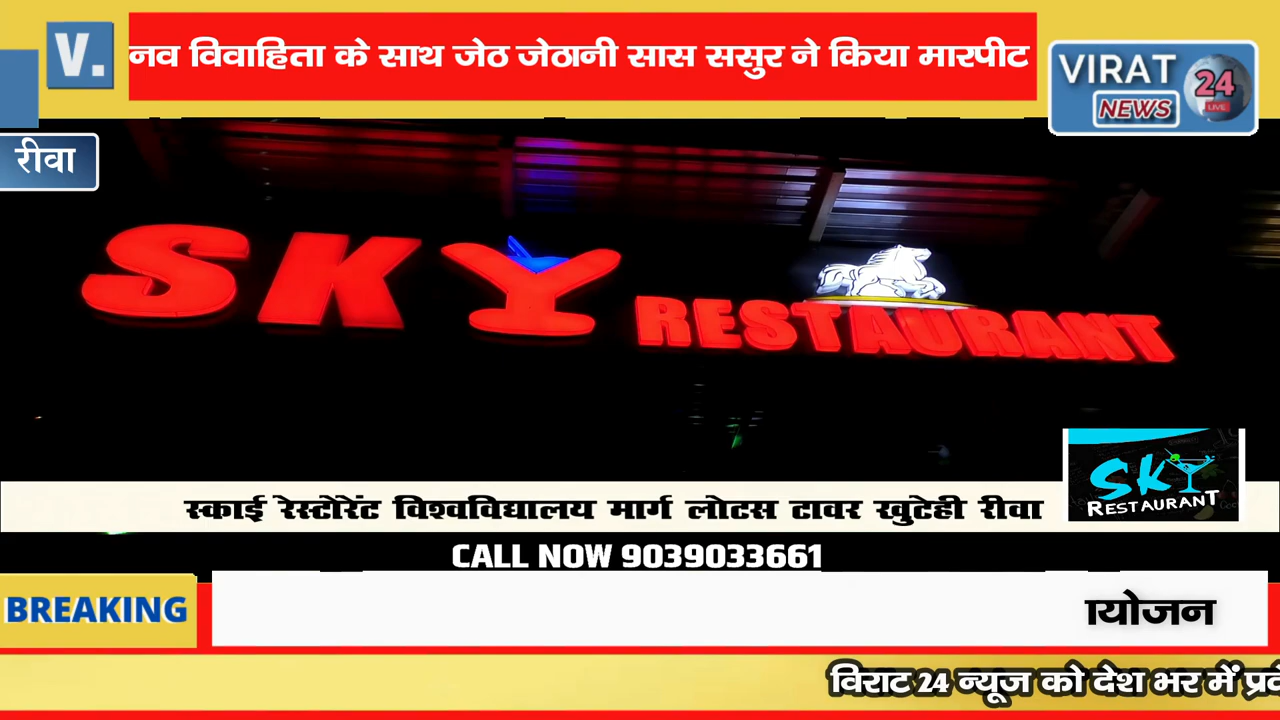 V.
नव विवाहिता के साथ जेठ जेठानी सास ससुर ने किया मारपीट
VIRAT
24
NEWS
LIVE
रीवा
SKY
RESTAURANT
SKY
RESTAURANT
स्काई रेस्टोरेंट विश्वविद्यालय मार्ग लोटस टावर खुटेही रीवा
CALL NOW 9039033661
BREAKING
ायोजन
विराट 24 न्यूज को देश भर में प्रवे